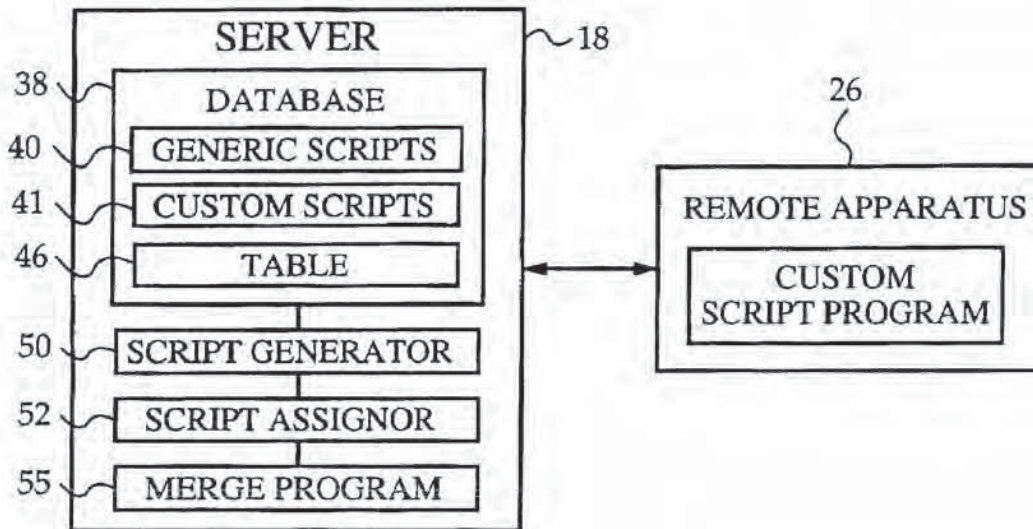 SERVER
18
38
DATABASE
40
GENERIC SCRIPTS
41
CUSTOM SCRIPTS
46
TABLE
50
SCRIPT GENERATOR
52
SCRIPT ASSIGNOR
55
MERGE PROGRAM
26
REMOTE APPARATUS
CUSTOM
SCRIPT PROGRAM